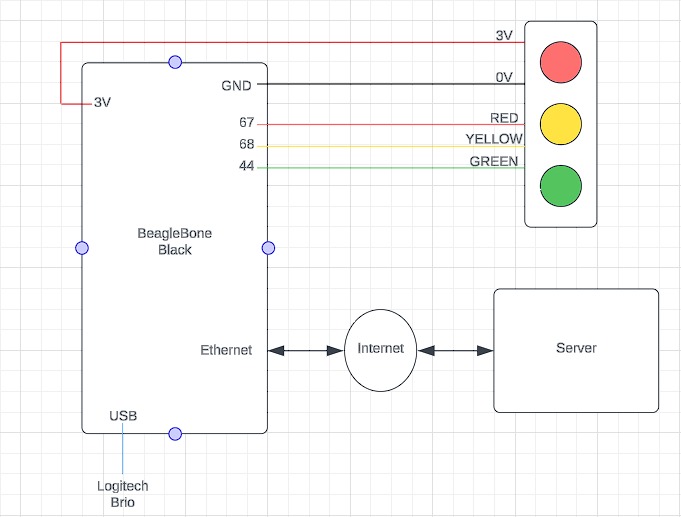 3V
0V
GND
3V
67
RED
68
YELLOW
44
GREEN
BeagleBone
Black
Ethernet
Internet
Server
USB
Logitech
Brio